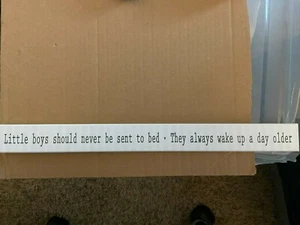 Little boys should never be sent to bed • They always wake up a day older